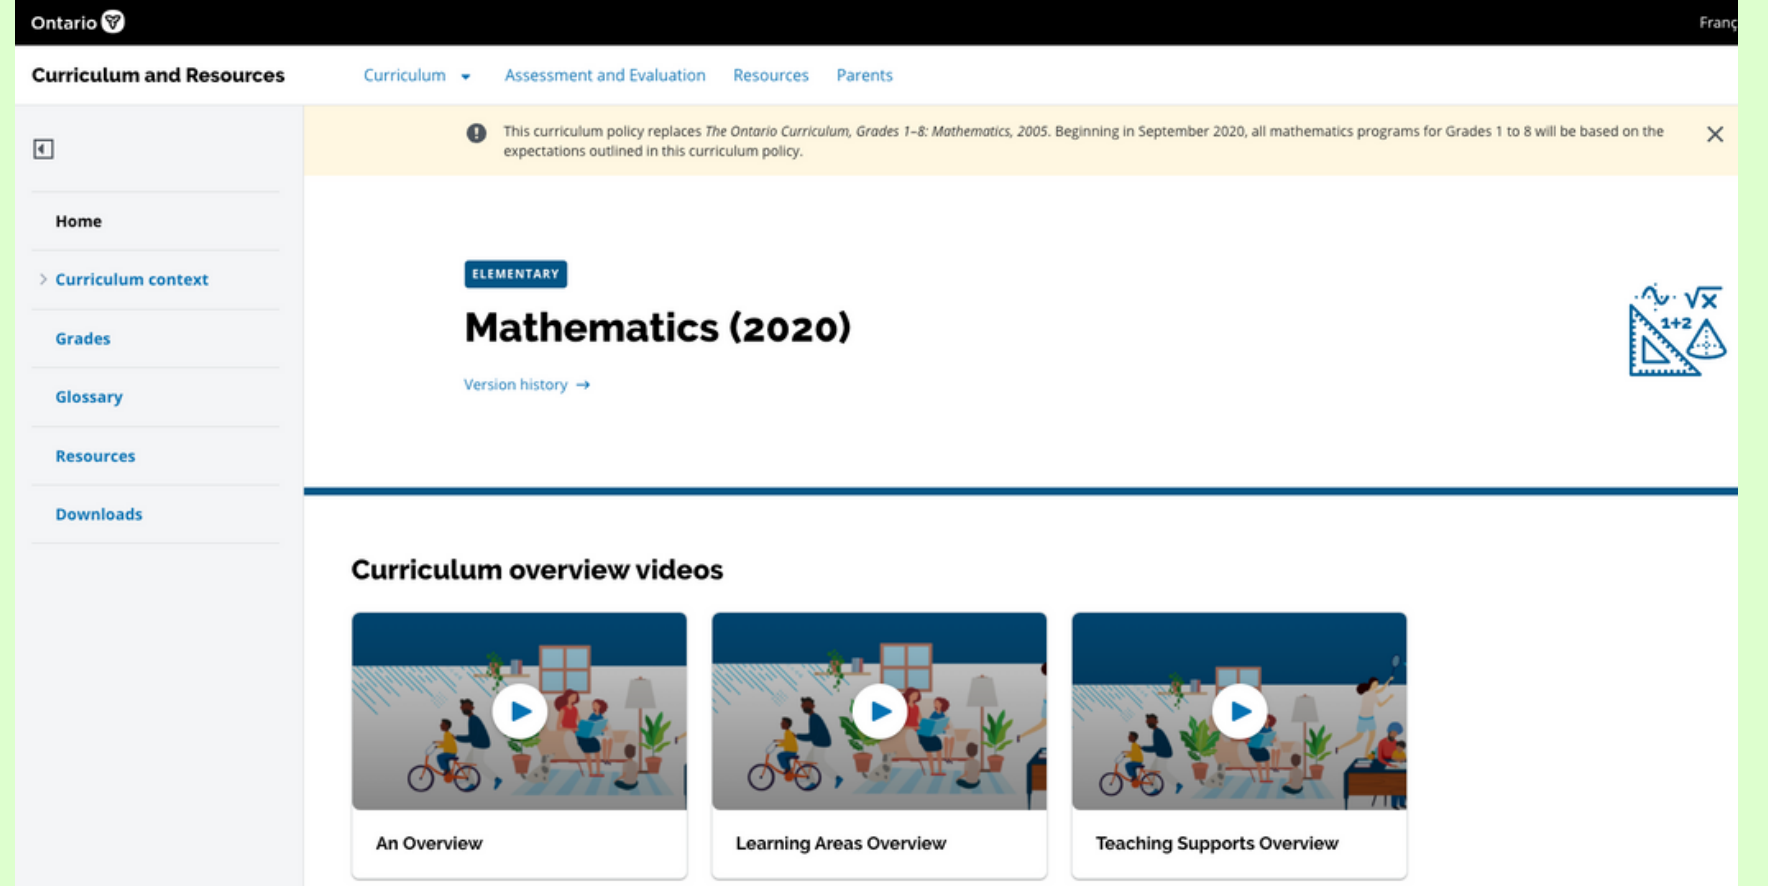 Ontario
Curriculum and Resources
Curriculum
Assessment and Evaluation
Resources
Parents
This curriculum policy replaces The Ontario Curriculum, Grades 1–8: Mathematics, 2005. Beginning in September 2020, all mathematics programs for Grades 1 to 8 will be based on the
expectations outlined in this curriculum policy.
Home
Curriculum context
Grades
Glossary
Resources
Downloads
ELEMENTARY
Mathematics (2020)
Version history →
√x
1+2
Curriculum overview videos
An Overview
Learning Areas Overview
Teaching Supports Overview